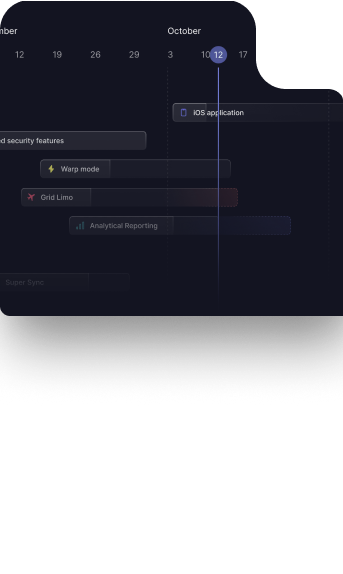 mber October
12 19 26 29 3 10 12 17
iOS application
ed security features
Warp mode
Grid Limo
Analytical Reporting
Super Sync